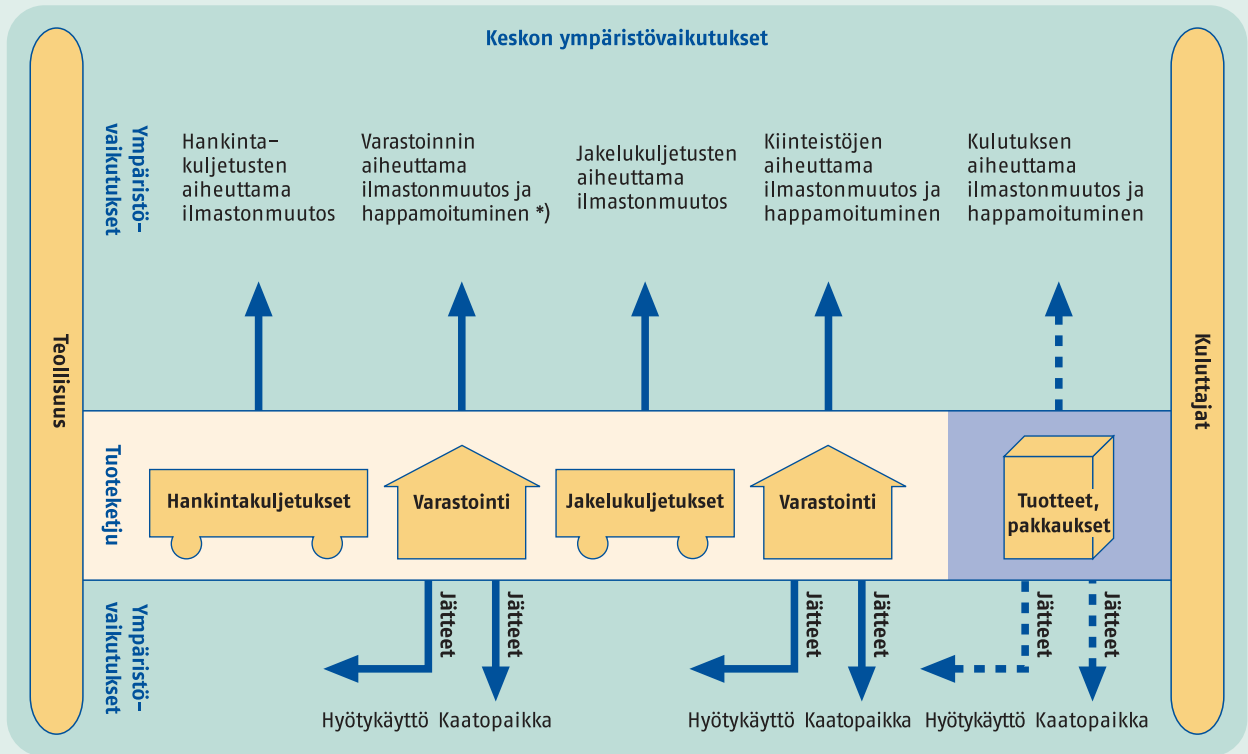 Keskon ympäristövaikutukset
Teollisuus
Ympäristö-
vaikutukset
Hankinta-
kuljetusten
aiheuttama
ilmastonmuutos
Varastoinnin
aiheuttama
ilmastonmuutos ja
happamoituminen *)
Jakelukuljetusten
aiheuttama
ilmastonmuutos
Kiinteistöjen
aiheuttama
ilmastonmuutos ja
happamoituminen
Kulutuksen
aiheuttama
ilmastonmuutos ja
happamoituminen
Kuluttajat
Tuoteketju
Hankintakuljetukset
Varastointi
Jakelukuljetukset
Varastointi
Tuotteet,
pakkaukset
Ympäristö-
vaikutukset
Jätteet
Jätteet
Jätteet
Jätteet
Jätteet
Jätteet
Hyötykäyttö Kaatopaikka
Hyötykäyttö Kaatopaikka
Hyötykäyttö Kaatopaikka